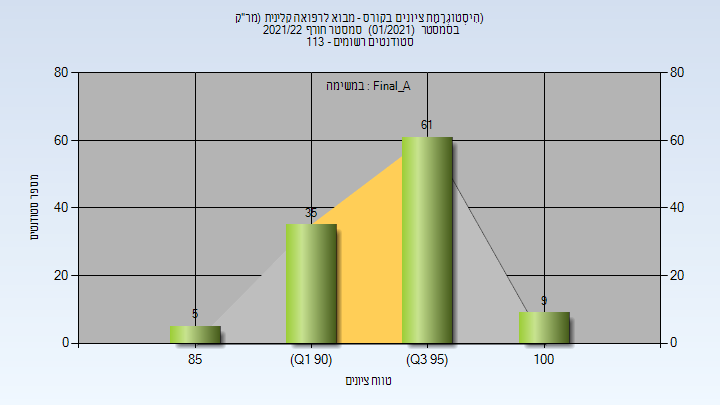 היסטוגרמת ציונים בקורס - מבוא לרפואה קלינית (מר"ק)
בסמסטר (01/2021) סמסטר חורף 2021/22
סטודנטים רשומים - 113
במשימה : Final_A
80 80
61
60 60
מספר סטודנטים
40 40
35
20 20
5 9
0 0
85 (Q1 90) (Q3 95) 100
טווח ציונים